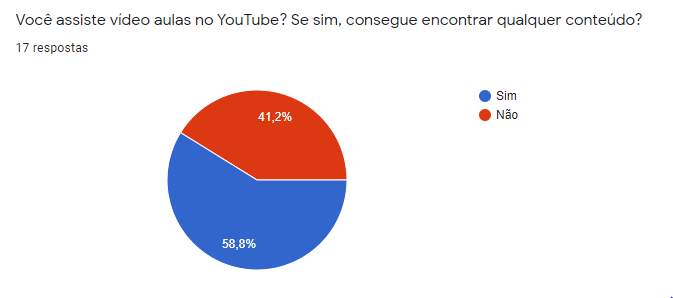 Você assiste vídeo aulas no YouTube? Se sim, consegue encontrar qualquer conteúdo?
17 respostas
Sim
Não
41,2%
58,8%
.